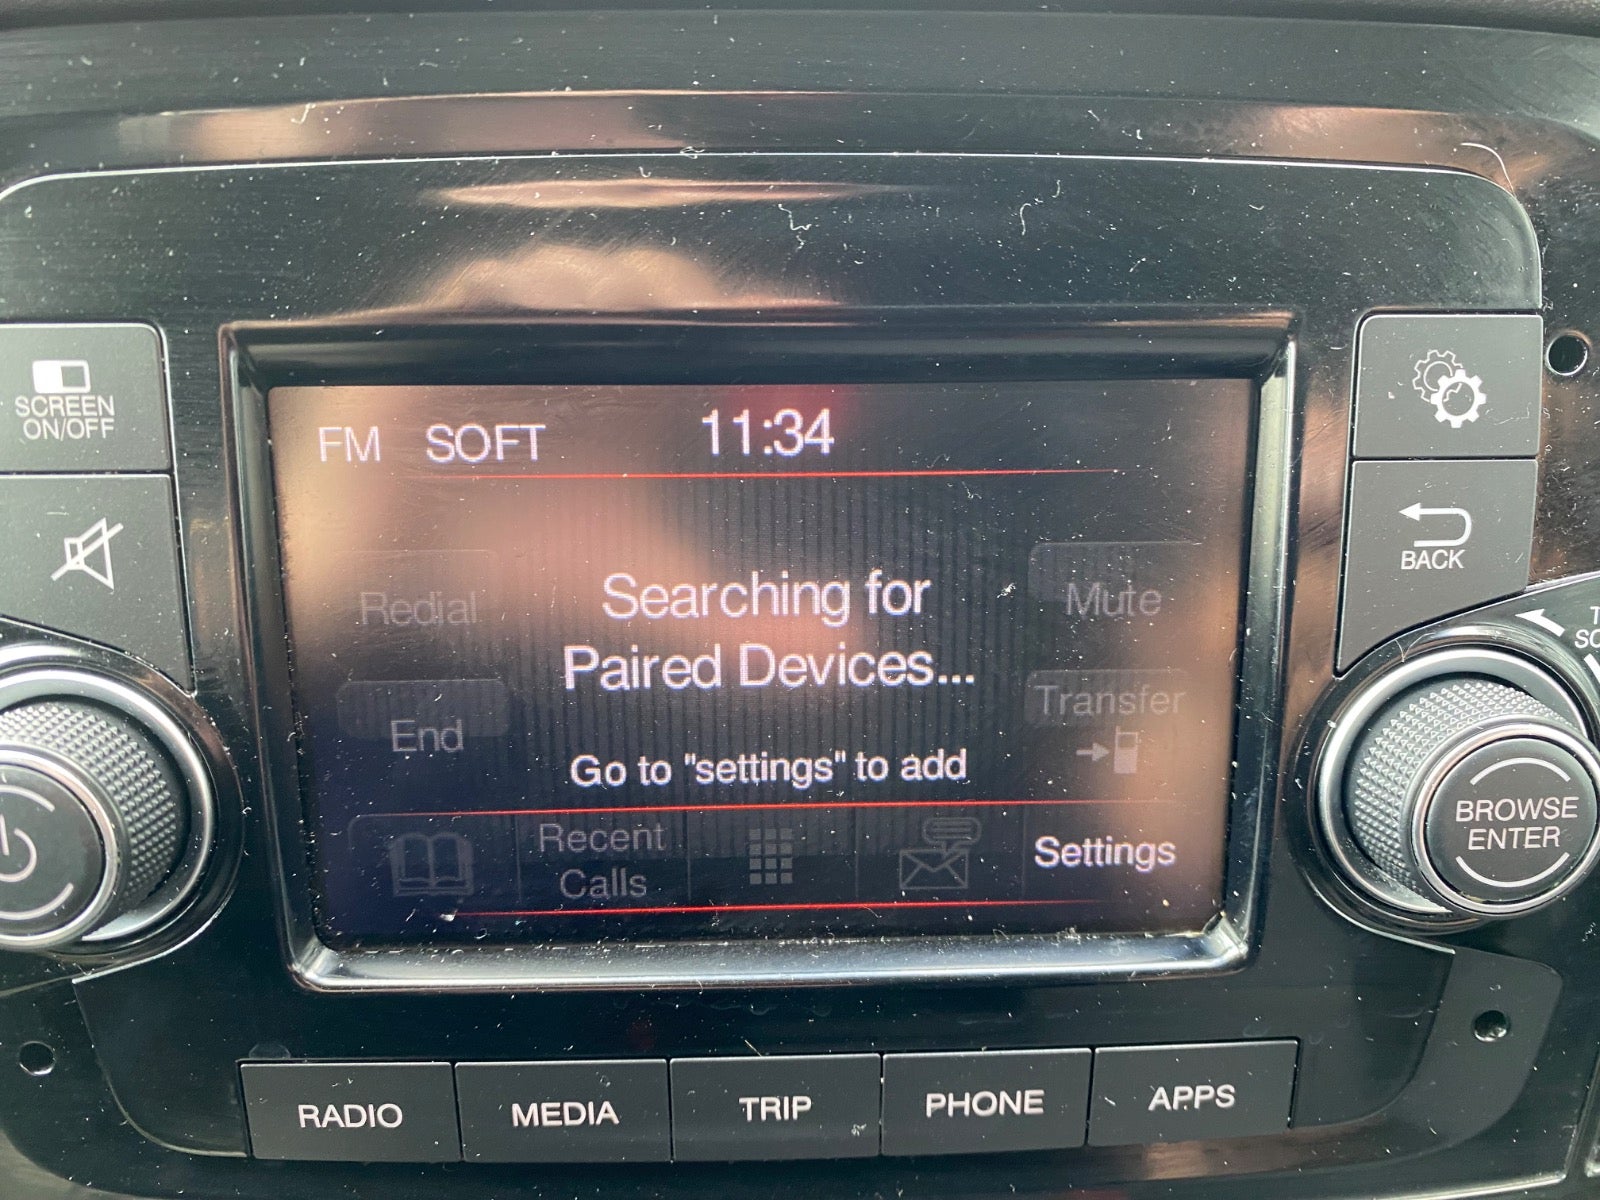 SCREEN
ON/OFF
FM SOFT 11:34
Redial
Searching for
Paired Devices...
Mute
End
Transfer
Go to "settings" to add
Recent
Calls
Settings
BACK
BROWSE
ENTER
RADIO
MEDIA
TRIP
PHONE
APPS